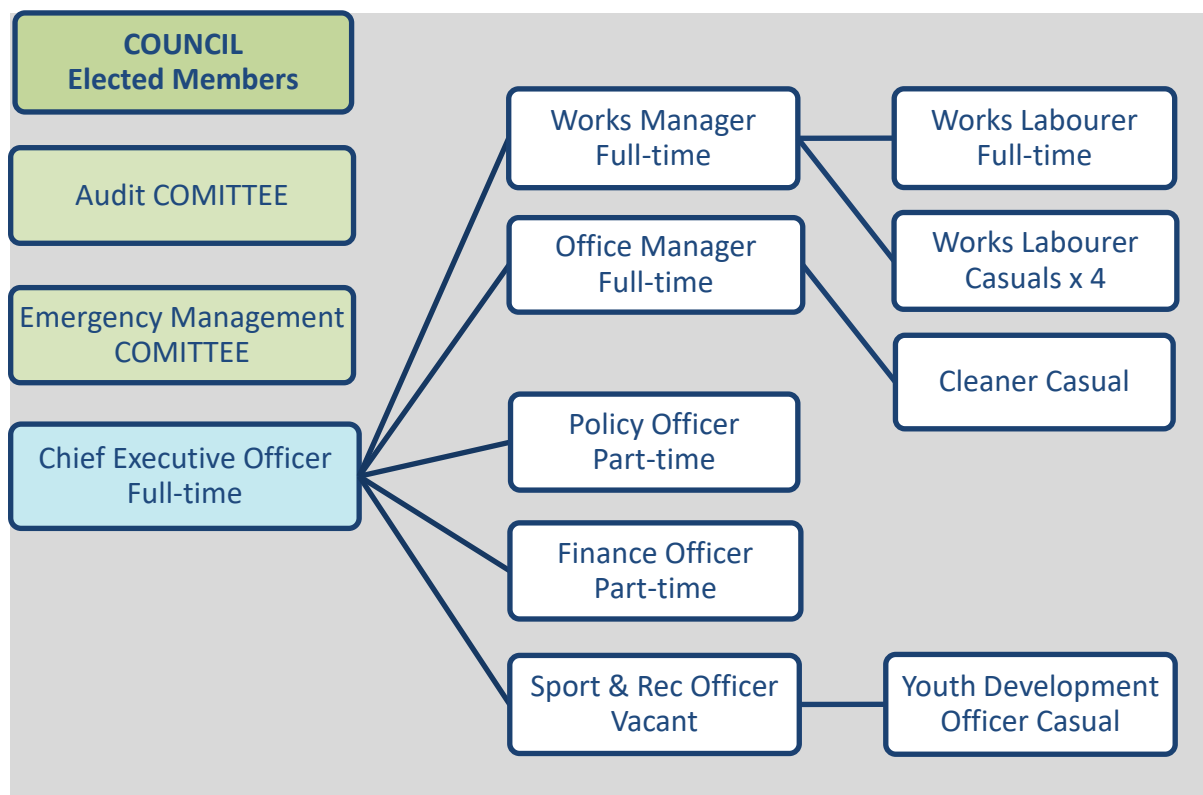 COUNCIL
Elected Members
Audit COMITTEE
Emergency Management
COMITTEE
Chief Executive Officer
Full-time
Works Manager
Full-time
Office Manager
Full-time
Policy Officer
Part-time
Finance Officer
Part-time
Sport & Rec Officer
Vacant
Works Labourer
Full-time
Works Labourer
Casuals x 4
Cleaner Casual
Youth Development
Officer Casual